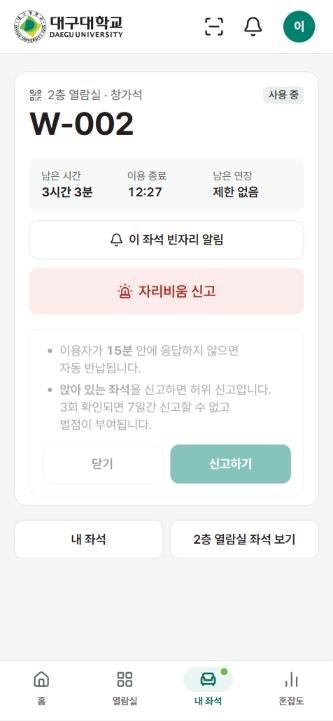 대구대학교
DAEGU UNIVERSITY
이
2층 열람실 · 창가석
사용 중
W-002
남은 시간
이용 종료
남은 연장
3시간 3분
12:27
제한 없음
이 좌석 빈자리 알림
자리비움 신고
• 이용자가 15분 안에 응답하지 않으면
자동 반납됩니다.
• 앉아 있는 좌석을 신고하면 허위 신고입니다.
3회 확인되면 7일간 신고할 수 없고
벌점이 부여됩니다.
닫기
신고하기
내 좌석
2층 열람실 좌석 보기
홈
열람실
내 좌석
혼잡도